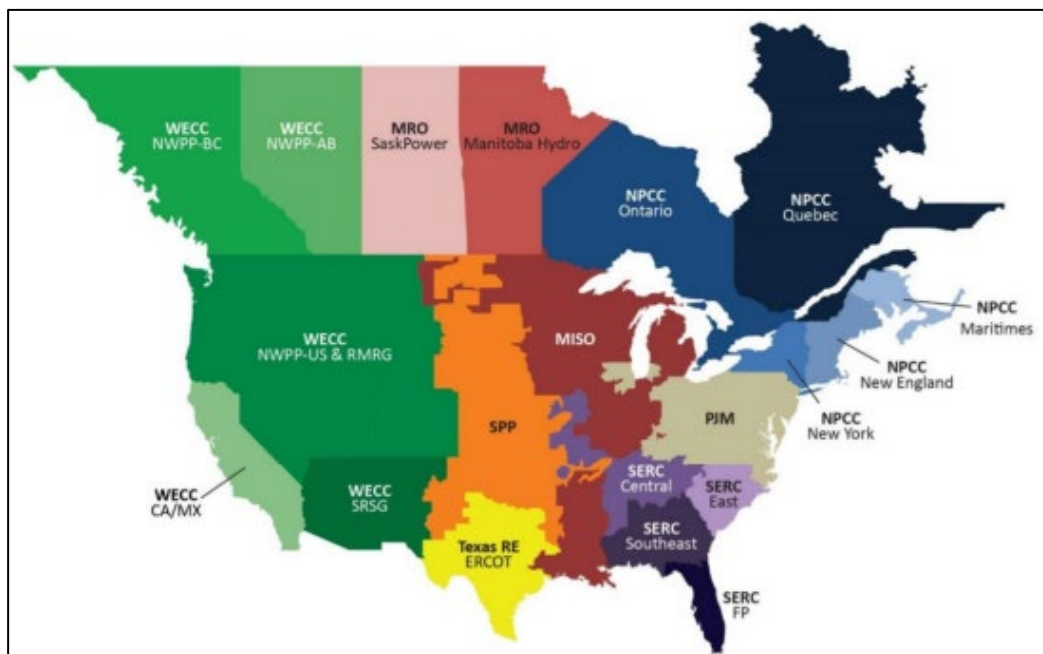 WECC
NWPP-BC
WECC
NWPP-AB
MRO
SaskPower
MRO
Manitoba Hydro
NPCC
Ontario
NPCC
Quebec
NPCC
Maritimes
NPCC
New England
NPCC
New York
WECC
NWPP-US & RMRG
MISO
SPP
PJM
WECC
CA/MX
WECC
SRSG
SERC
Central
SERC
East
SERC
Southeast
Texas RE
ERCOT
SERC
FP